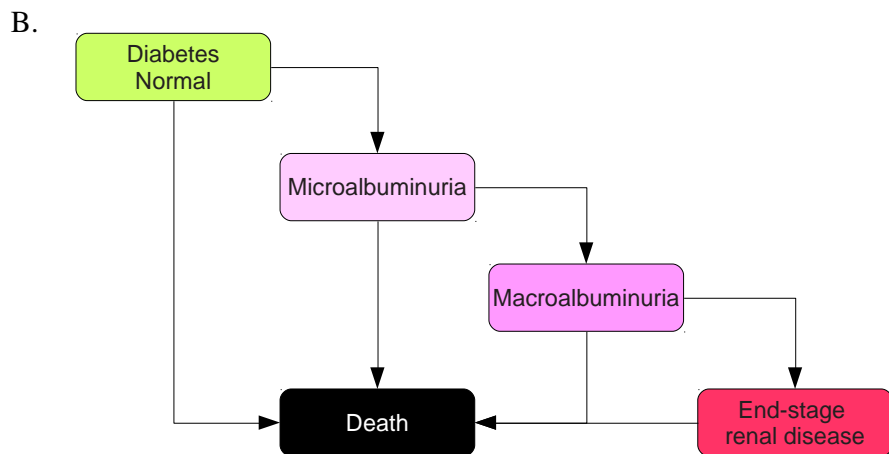 B.
Diabetes
Normal
Microalbuminuria
Macroalbuminuria
Death
End-stage
renal disease